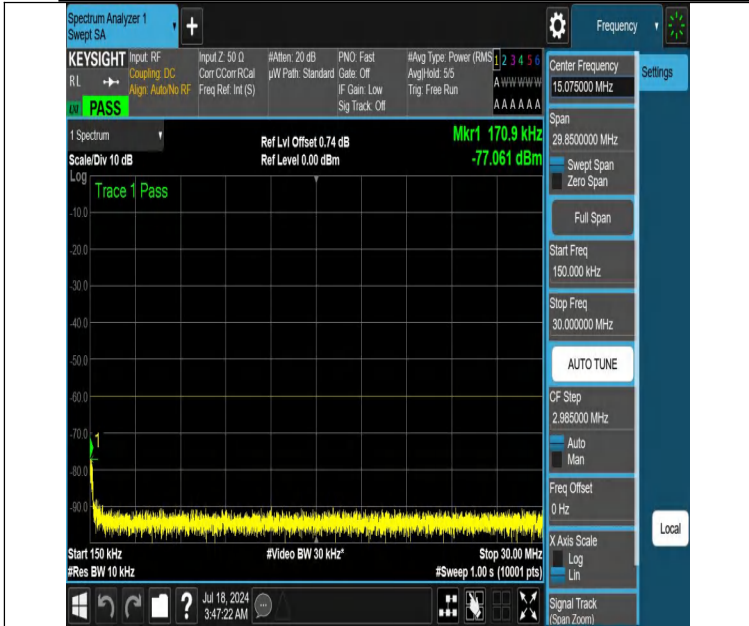 Spectrum Analyzer 1
Swept SA
Frequency
KEYSIGHT
RL
PASS
Input: RF
Coupling: DC
Align: Auto/No RF
Input Z: 50 Ω
Corr CCorr RCal
Freq Ref: Int (S)
#Atten: 20 dB
µW Path: Standard
PNO: Fast
Gate: Off
IF Gain: Low
Sig Track: Off
#Avg Type: Power (RMS
Avg|Hold: 5/5
Trig: Free Run
1 2 3 4 5 6
A W W W W W
A A A A A A
1 Spectrum
Scale/Div 10 dB
Ref Lvl Offset 0.74 dB
Ref Level 0.00 dBm
Mkr1 170.9 kHz
-77.061 dBm
Log
Trace 1 Pass
-10.0
-20.0
-30.0
-40.0
-50.0
-60.0
-70.0
1
-80.0
-90.0
Start 150 kHz
#Res BW 10 kHz
#Video BW 30 kHz*
Stop 30.00 MHz
#Sweep 1.00 s (10001 pts)
Center Frequency
15.075000 MHz
Settings
Span
29.8500000 MHz
Swept Span
Zero Span
Full Span
Start Freq
150.000 kHz
Stop Freq
30.000000 MHz
AUTO TUNE
CF Step
2.985000 MHz
Auto
Man
Freq Offset
0 Hz
X Axis Scale
Log
Lin
Local
Signal Track
(Span Zoom)
?
Jul 18, 2024
3:47:22 AM